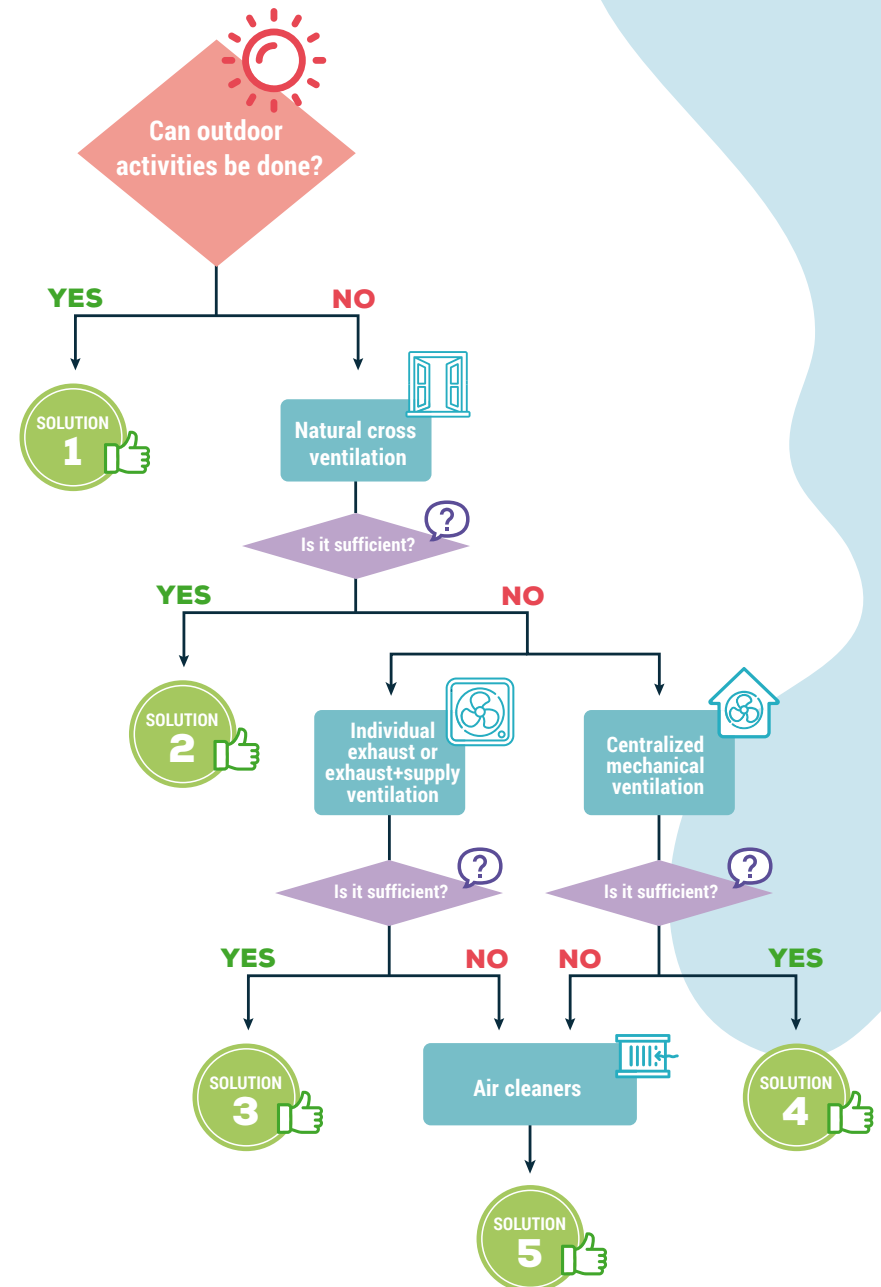 Can outdoor
activities be done?
YES
NO
SOLUTION
1
Natural cross
ventilation
?
Is it sufficient?
YES
NO
SOLUTION
2
Individual
exhaust or
exhaust+supply
ventilation
Centralized
mechanical
ventilation
?
Is it sufficient?
?
Is it sufficient?
YES
NO
NO
YES
SOLUTION
3
Air cleaners
SOLUTION
4
SOLUTION
5